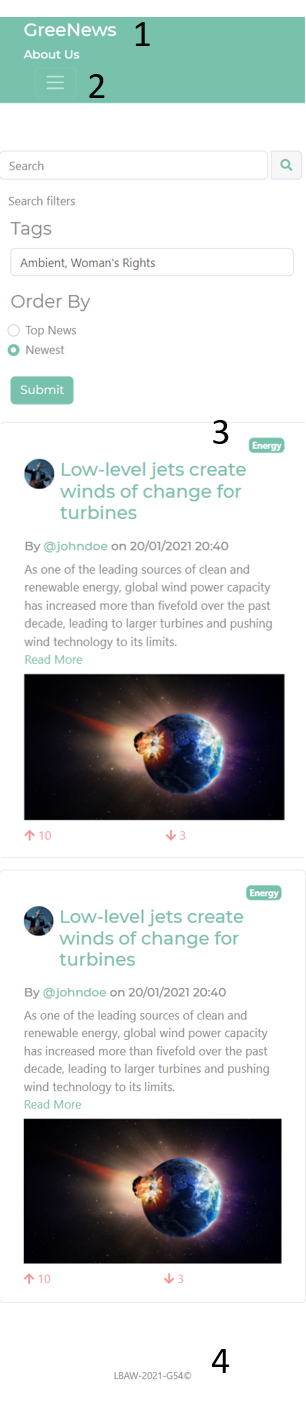 GreeNews 1
About Us
2
Search
Search filters
Tags
Ambient, Woman's Rights
Order By
Top News
Newest
Submit
3
Energy
Low-level jets create
winds of change for
turbines
By @johndoe on 20/01/2021 20:40
As one of the leading sources of clean and
renewable energy, global wind power capacity
has increased more than fivefold over the past
decade, leading to larger turbines and pushing
wind technology to its limits.
Read More
10 3
Energy
Low-level jets create
winds of change for
turbines
By @johndoe on 20/01/2021 20:40
As one of the leading sources of clean and
renewable energy, global wind power capacity
has increased more than fivefold over the past
decade, leading to larger turbines and pushing
wind technology to its limits.
Read More
10 3
4
LBAW-2021-G54©